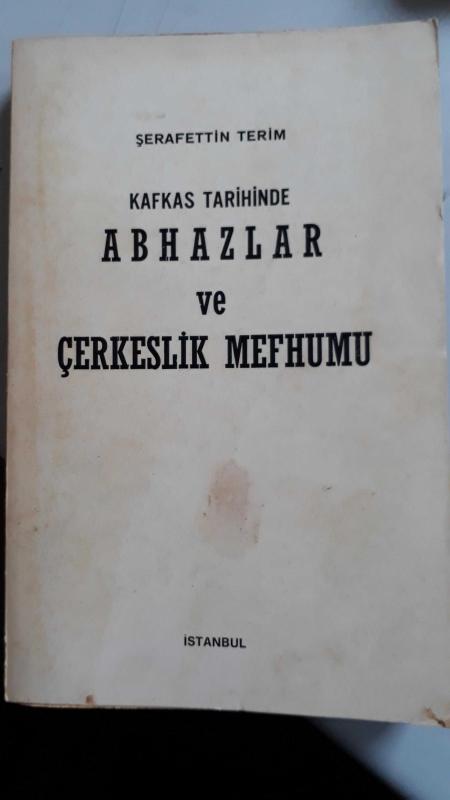 ŞERAFETTİN TERİM
KAFKAS TARİHİNDE
ABHAZLAR
ve
ÇERKESLİK MEFHUMU
İSTANBUL